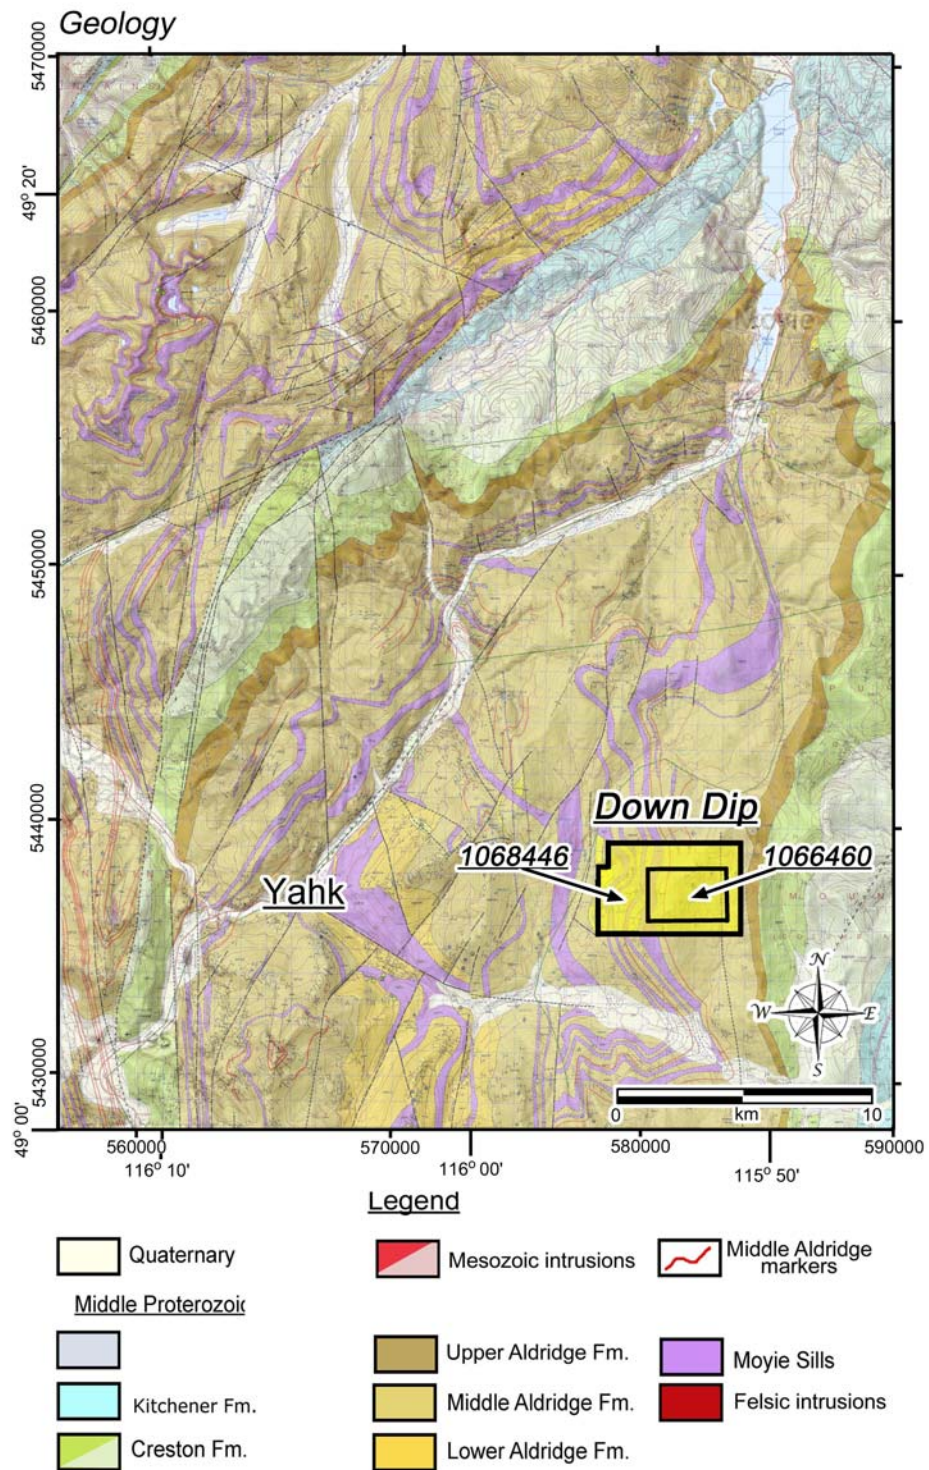 Geology
5470000
49° 20'
5460000
5450000
5440000
5430000
49° 00'
Moyie
Down Dip
1068446
1066460
Yahk
N
W
E
S
0
km
10
560000
570000
580000
590000
116° 10'
116° 00'
115° 50'
Legend
Quaternary
Mesozoic intrusions
Middle Aldridge
markers
Middle Proterozoic
Upper Aldridge Fm.
Moyie Sills
Kitchener Fm.
Middle Aldridge Fm.
Felsic intrusions
Creston Fm.
Lower Aldridge Fm.